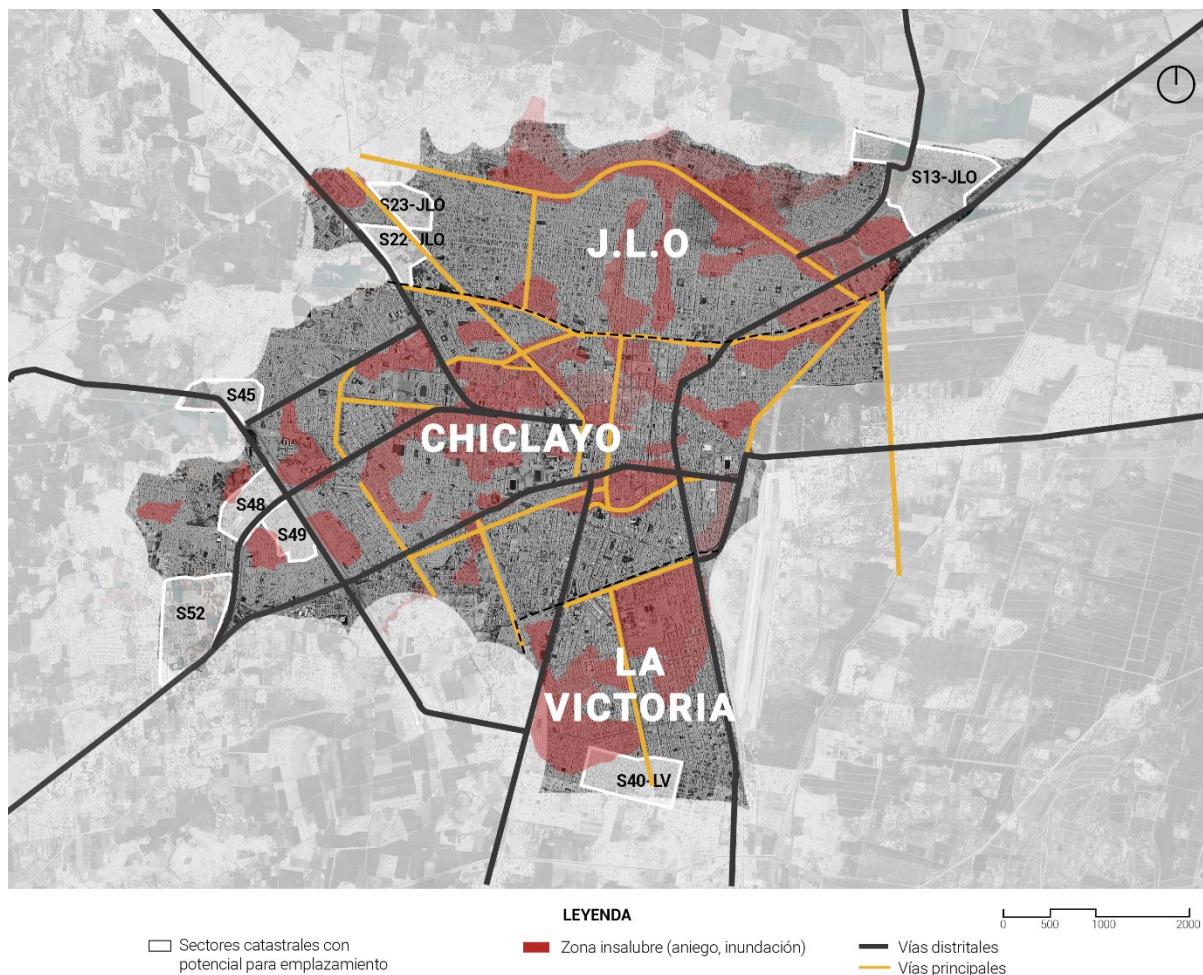 S13-JLO
S23-JLO
S22-JLO
J.L.O
S45
CHICLAYO
S48
S49
S52
LA
VICTORIA
S40-LV
LEYENDA
Sectores catastrales con
potencial para emplazamiento
Zona insalubre (aniego, inundación)
Vías distritales
Vías principales
0 500 1000 2000